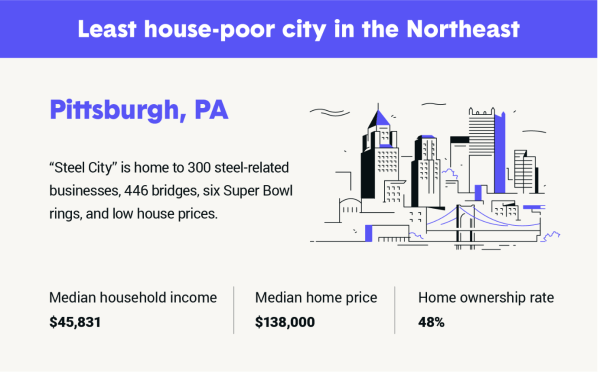 Least house-poor city in the Northeast
Pittsburgh, PA
“Steel City” is home to 300 steel-related
businesses, 446 bridges, six Super Bowl
rings, and low house prices.
Median household income
$45,831
Median home price
$138,000
Home ownership rate
48%